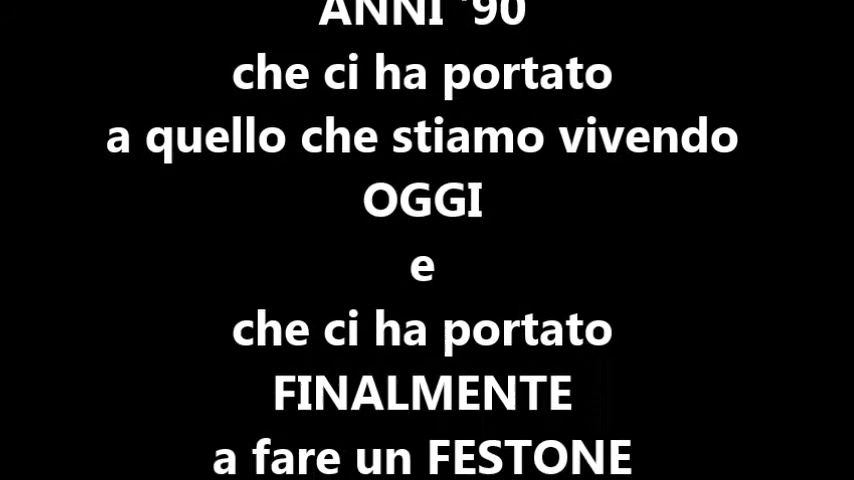 ANNI '90
che ci ha portato
a quello che stiamo vivendo
OGGI
e
che ci ha portato
FINALMENTE
a fare un FESTONE